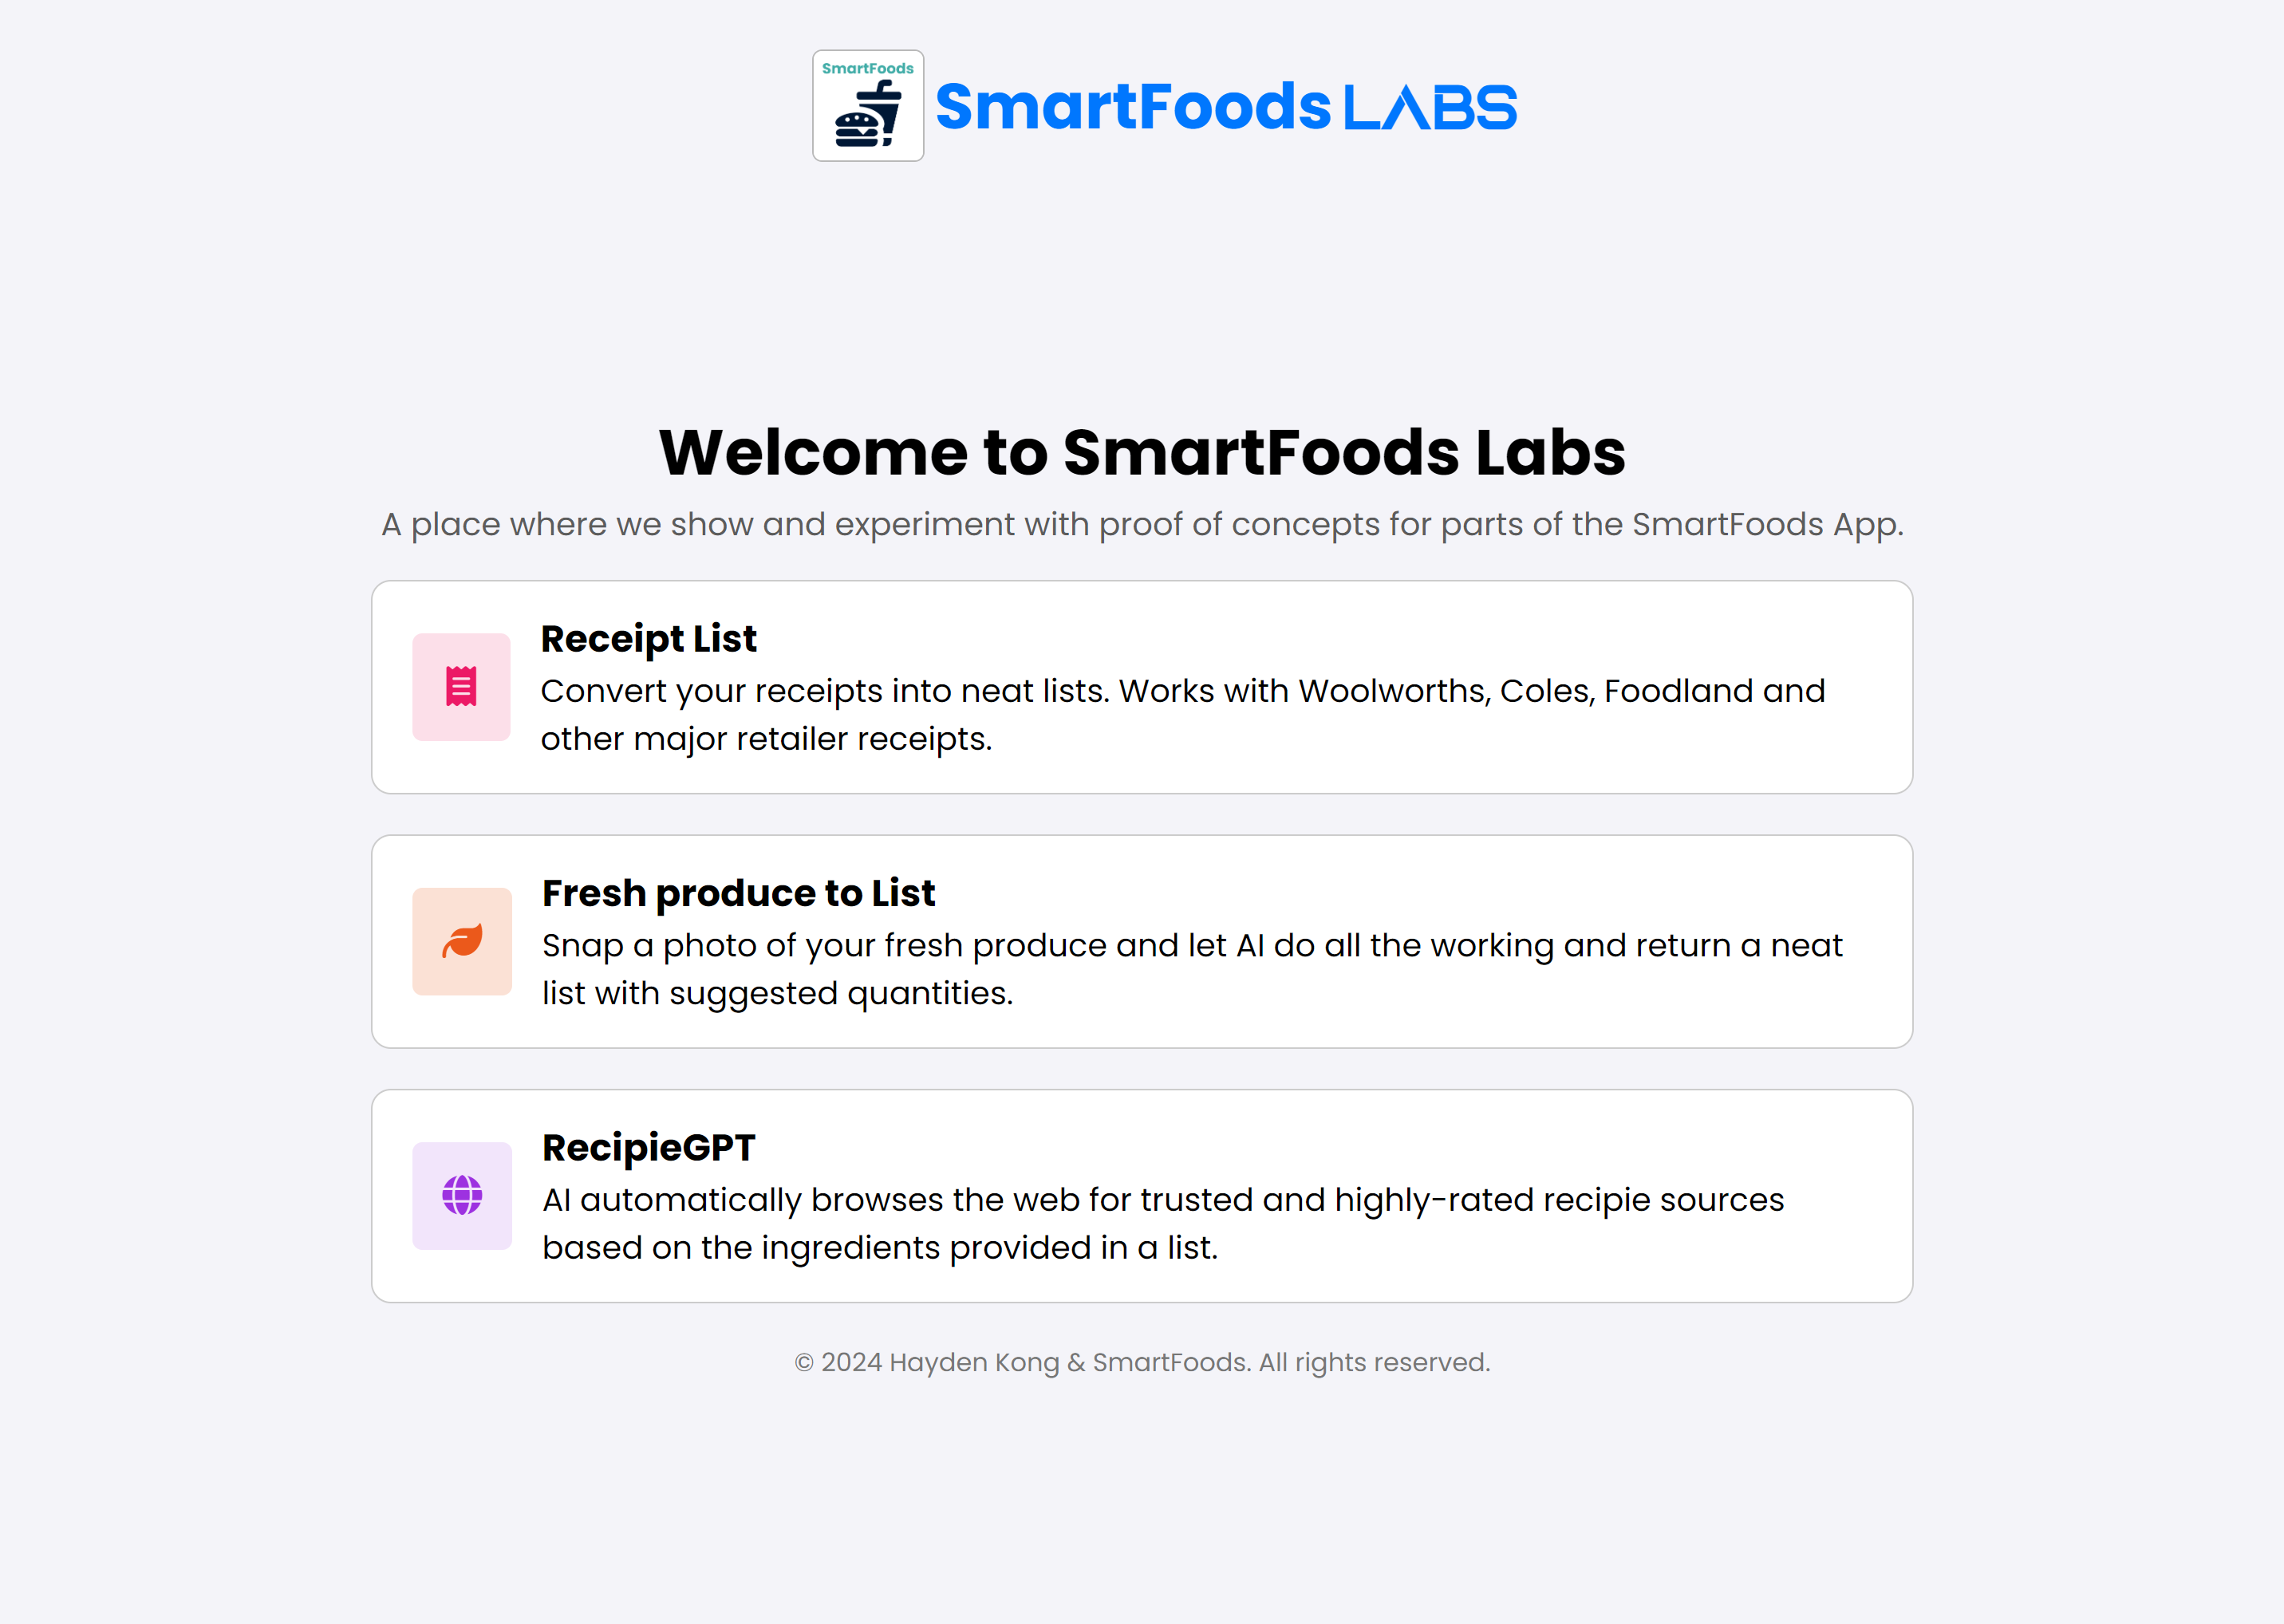 SmartFoods
SmartFoods LABS
Welcome to SmartFoods Labs
A place where we show and experiment with proof of concepts for parts of the SmartFoods App.
Receipt List
Convert your receipts into neat lists. Works with Woolworths, Coles, Foodland and
other major retailer receipts.
Fresh produce to List
Snap a photo of your fresh produce and let AI do all the working and return a neat
list with suggested quantities.
RecipieGPT
AI automatically browses the web for trusted and highly-rated recipie sources
based on the ingredients provided in a list.
© 2024 Hayden Kong & SmartFoods. All rights reserved.